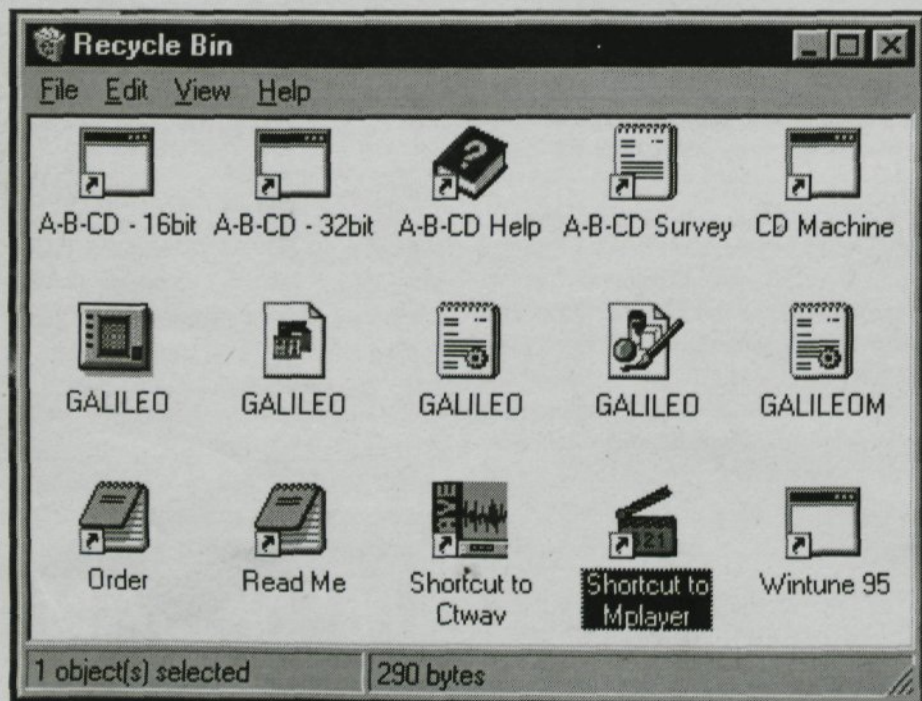 Recycle Bin
File Edit View Help
A-B-CD - 16bit A-B-CD - 32bit A-B-CD Help A-B-CD Survey CD Machine
GALILEO GALILEO GALILEO GALILEO GALILEOM
Order Read Me Shortcut to Ctwav Shortcut to Mplayer Wintune 95
1 object(s) selected 290 bytes